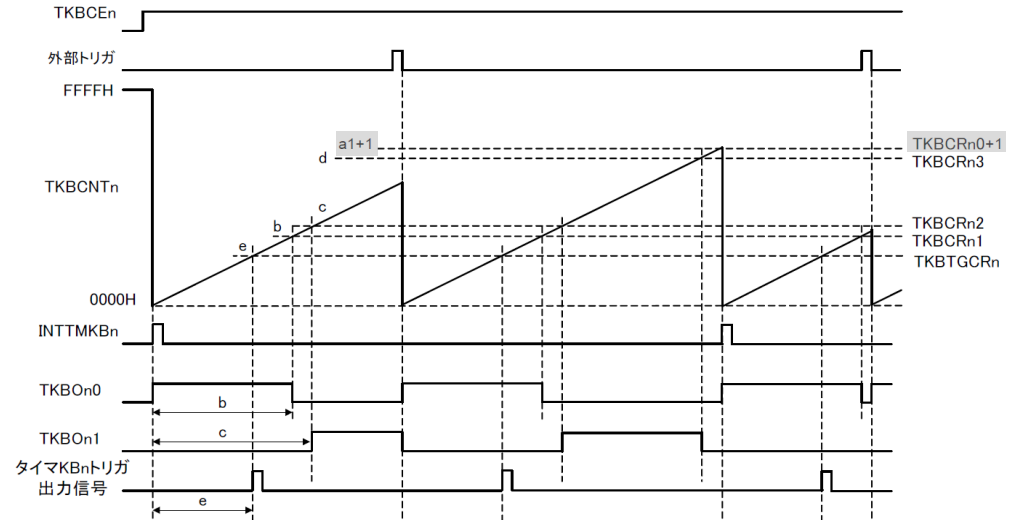 TKBCEn
外部トリガ
FFFFH
a1+1
TKBCRn0+1
d
TKBCRn3
TKBCNTn
c
b
TKBCRn2
e
TKBCRn1
TKBTGCRn
0000H
INTTMKBn
TKBOn0
b
c
TKBOn1
タイマKBnトリガ
出力信号
e